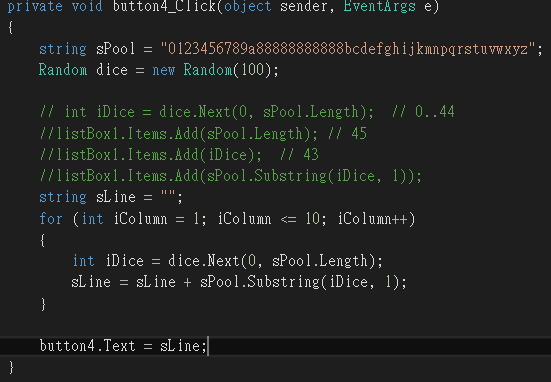 private void button4_Click(object sender, EventArgs e)
{
    string sPool = "0123456789a88888888888bcdefghijkmnpqrstuvwxyz";
    Random dice = new Random(100);

    // int iDice = dice.Next(0, sPool.Length);  // 0..44
    //listBox1.Items.Add(sPool.Length); // 45
    //listBox1.Items.Add(iDice);  // 43
    //listBox1.Items.Add(sPool.Substring(iDice, 1));
    string sLine = "";
    for (int iColumn = 1; iColumn <= 10; iColumn++)
    {
        int iDice = dice.Next(0, sPool.Length);
        sLine = sLine + sPool.Substring(iDice, 1);
    }

    button4.Text = sLine;
}